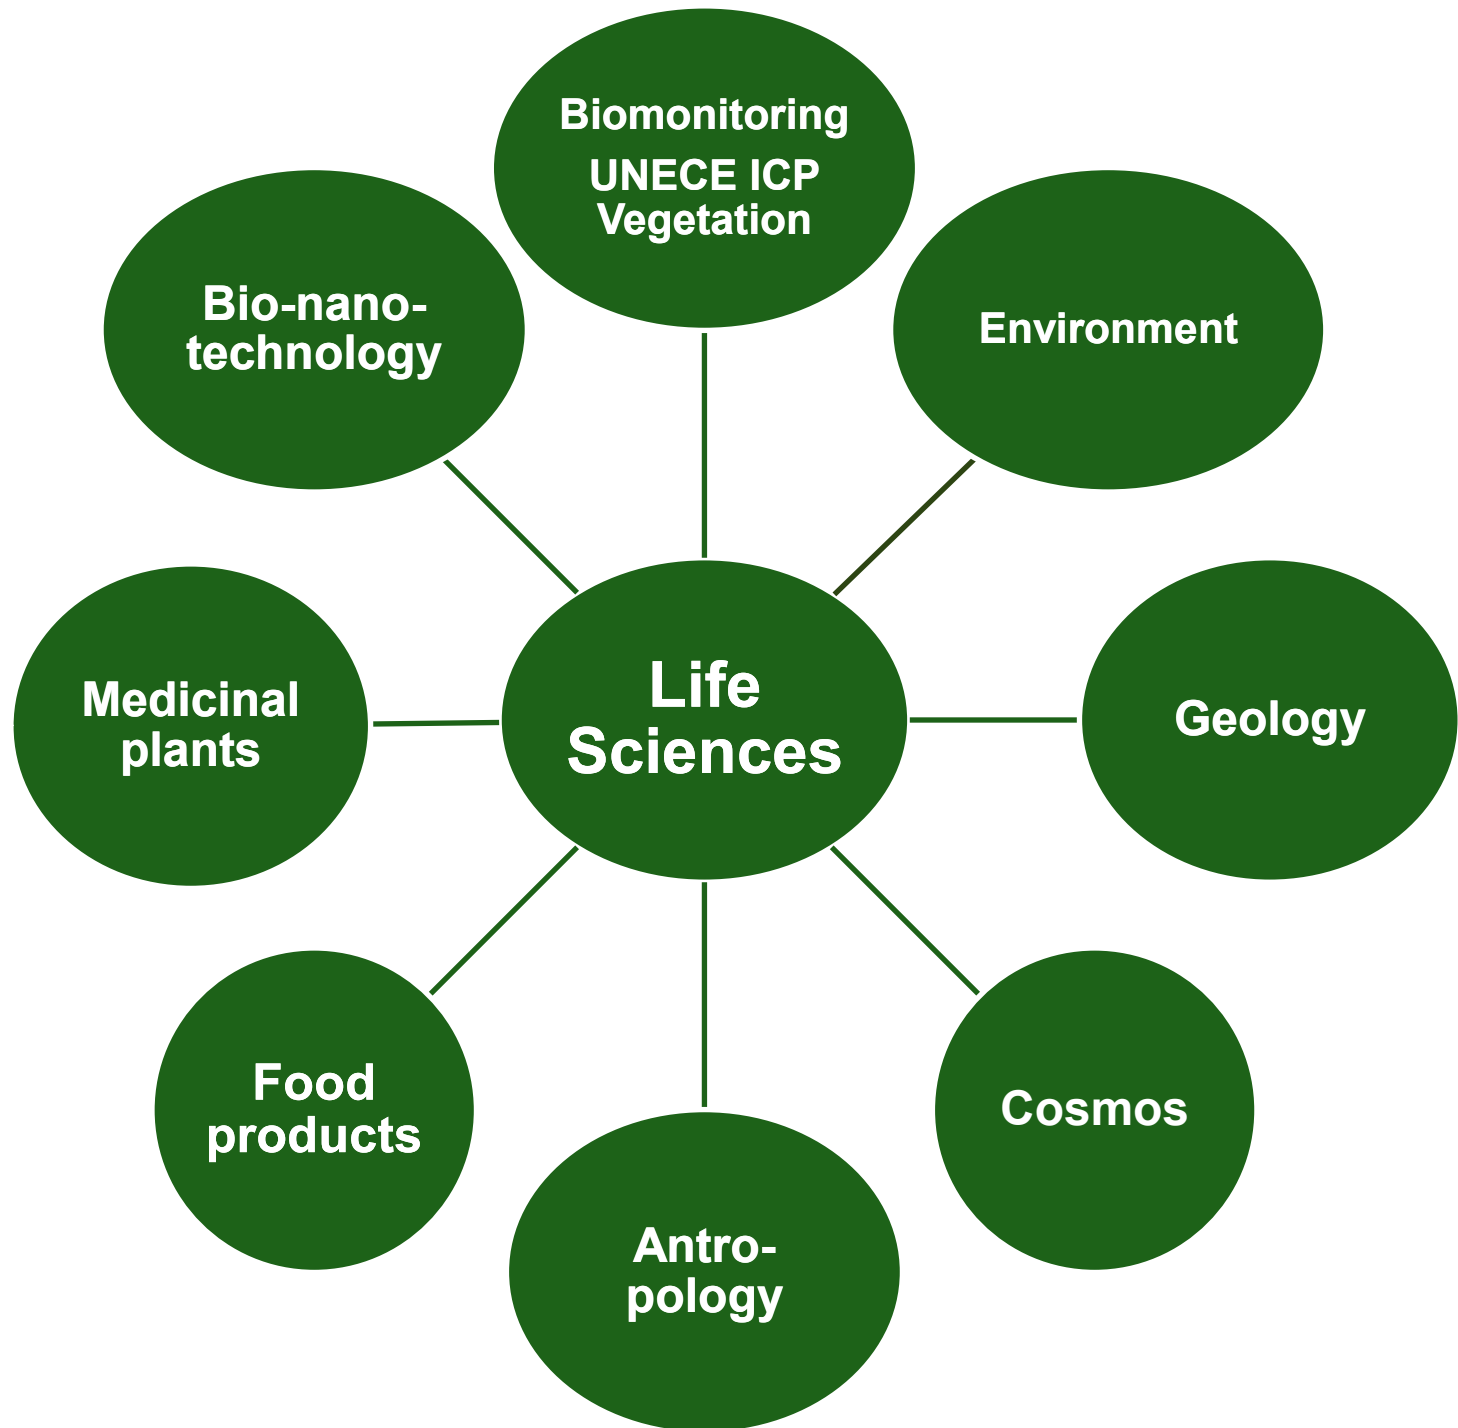 Biomonitoring
UNECE ICP
Vegetation
Bio-nano-
technology
Environment
Life
Sciences
Medicinal
plants
Geology
Food
products
Cosmos
Antro-
pology